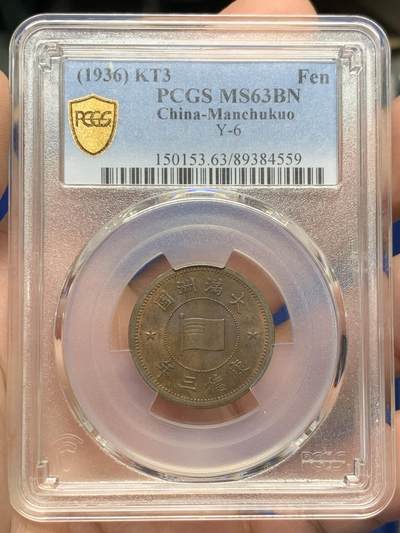 (1936) KT3 Fen
PCGS MS63BN
China-Manchukuo
Y-6
150153.63/89384559
PCGS
國洲滿大
年三德康
PCGS